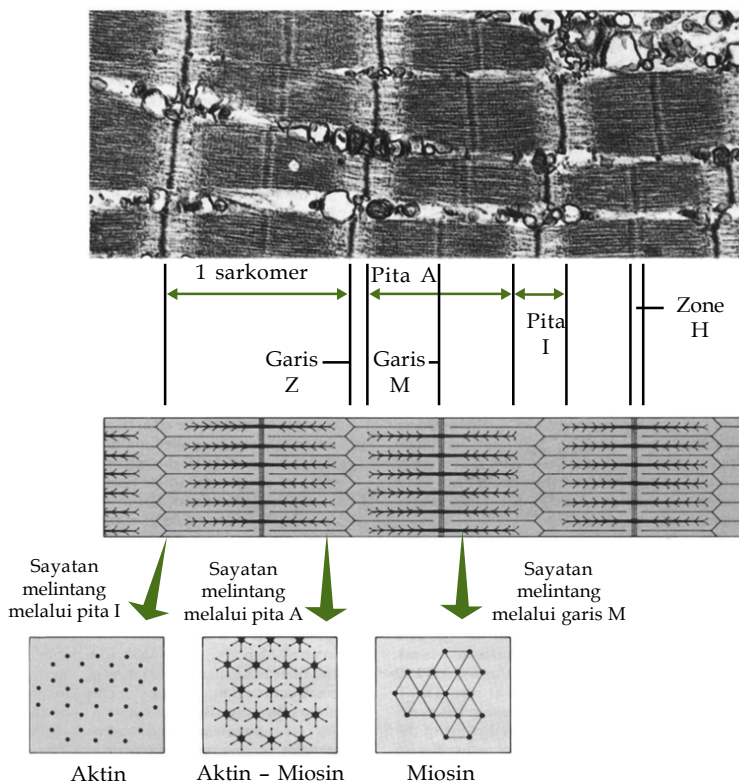 1 sarkomer
Pita A
Pita
I
Zone
H
Garis
Z
Garis
M
Sayatan
melintang
melalui pita I
Sayatan
melintang
melalui pita A
Sayatan
melintang
melalui garis M
Aktin
Aktin – Miosin
Miosin